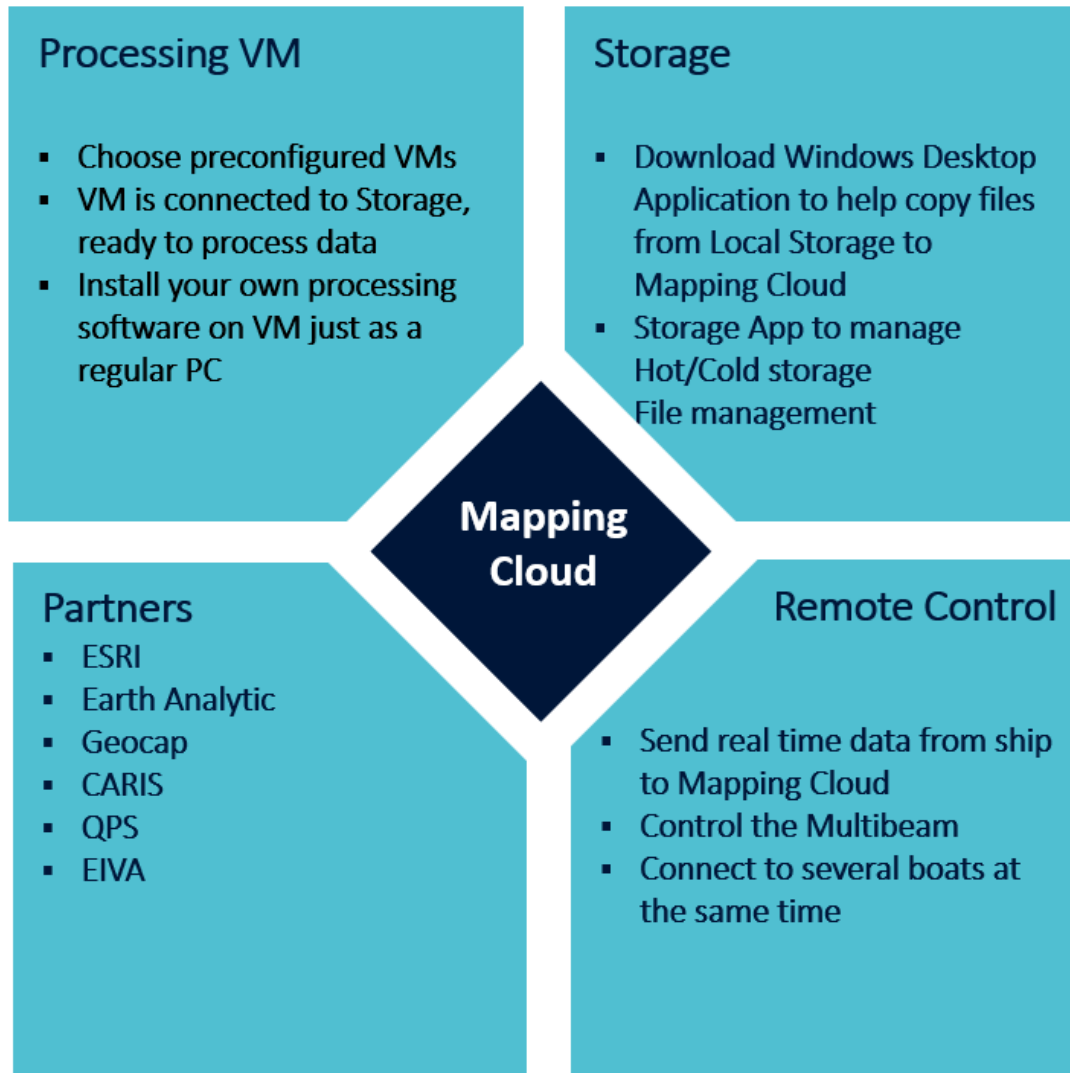 Processing VM
▪ Choose preconfigured VMs
▪ VM is connected to Storage,
ready to process data
▪ Install your own processing
software on VM just as a
regular PC
Storage
▪ Download Windows Desktop
Application to help copy files
from Local Storage to
Mapping Cloud
▪ Storage App to manage
Hot/Cold storage
File management
Mapping
Cloud
Partners
▪ ESRI
▪ Earth Analytic
▪ Geocap
▪ CARIS
▪ QPS
▪ EIVA
Remote Control
▪ Send real time data from ship
to Mapping Cloud
▪ Control the Multibeam
▪ Connect to several boats at
the same time